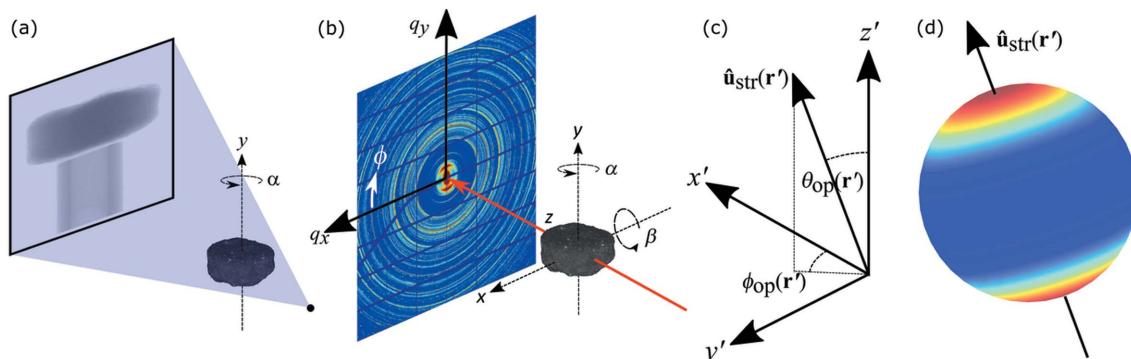 (a)
y
α
(b)
q_y
ϕ
q_x
z
x
y
α
β
(c)
z′
û_str(r′)
x′
θ_op(r′)
ϕ_op(r′)
y′
(d)
û_str(r′)